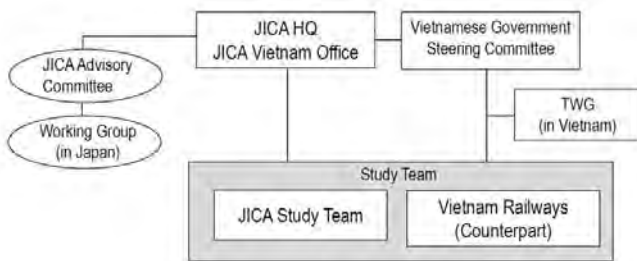 JICA HQ
JICA Vietnam Office
Vietnamese Government
Steering Committee
JICA Advisory
Committee
Working Group
(in Japan)
TWG
(in Vietnam)
Study Team
JICA Study Team
Vietnam Railways
(Counterpart)